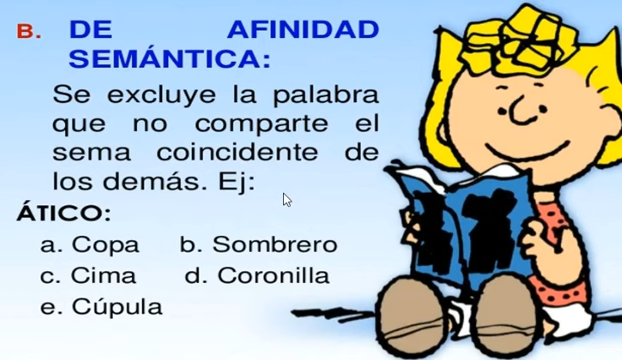 B. DE AFINIDAD
SEMÁNTICA:
Se excluye la palabra
que no comparte el
sema coincidente de
los demás. Ej:
ÁTICO:
a. Copa b. Sombrero
c. Cima d. Coronilla
e. Cúpula